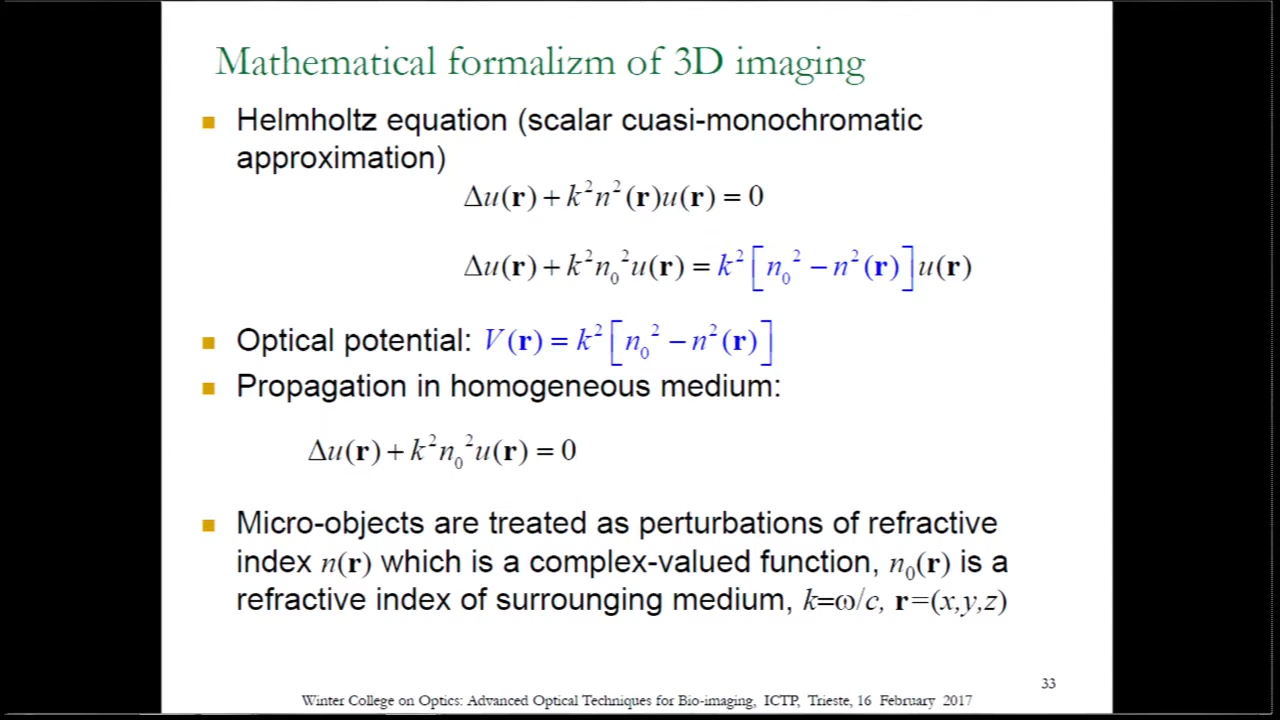 Mathematical formalizm of 3D imaging
Helmholtz equation (scalar cuasi-monochromatic
approximation)
Δu(r) + k²n²(r)u(r) = 0
Δu(r) + k²n₀²u(r) = k²[n₀² − n²(r)]u(r)
Optical potential: V(r) = k²[n₀² − n²(r)]
Propagation in homogeneous medium:
Δu(r) + k²n₀²u(r) = 0
Micro-objects are treated as perturbations of refractive
index n(r) which is a complex-valued function, n₀(r) is a
refractive index of surrounging medium, k=ω/c, r=(x,y,z)
33
Winter College on Optics: Advanced Optical Techniques for Bio-imaging, ICTP, Trieste, 16 February 2017